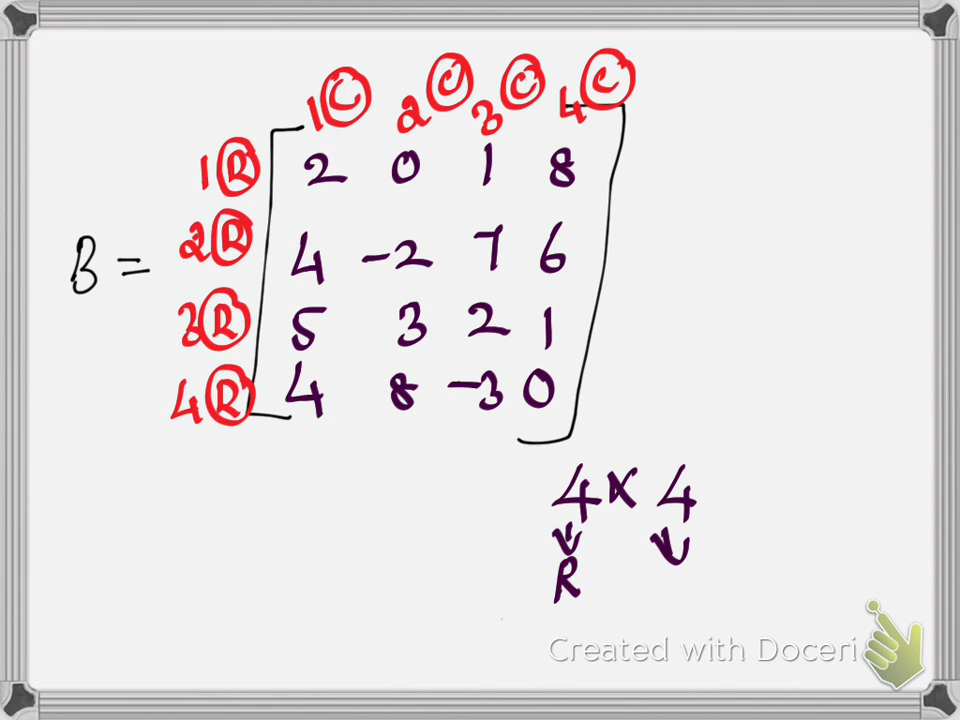 1C 2C 3C 4C
1R 2 0 1 8
2R 4 -2 7 6
B =
3R 5 3 2 1
4R 4 8 -3 0
4 x 4
R
Created with Doceri